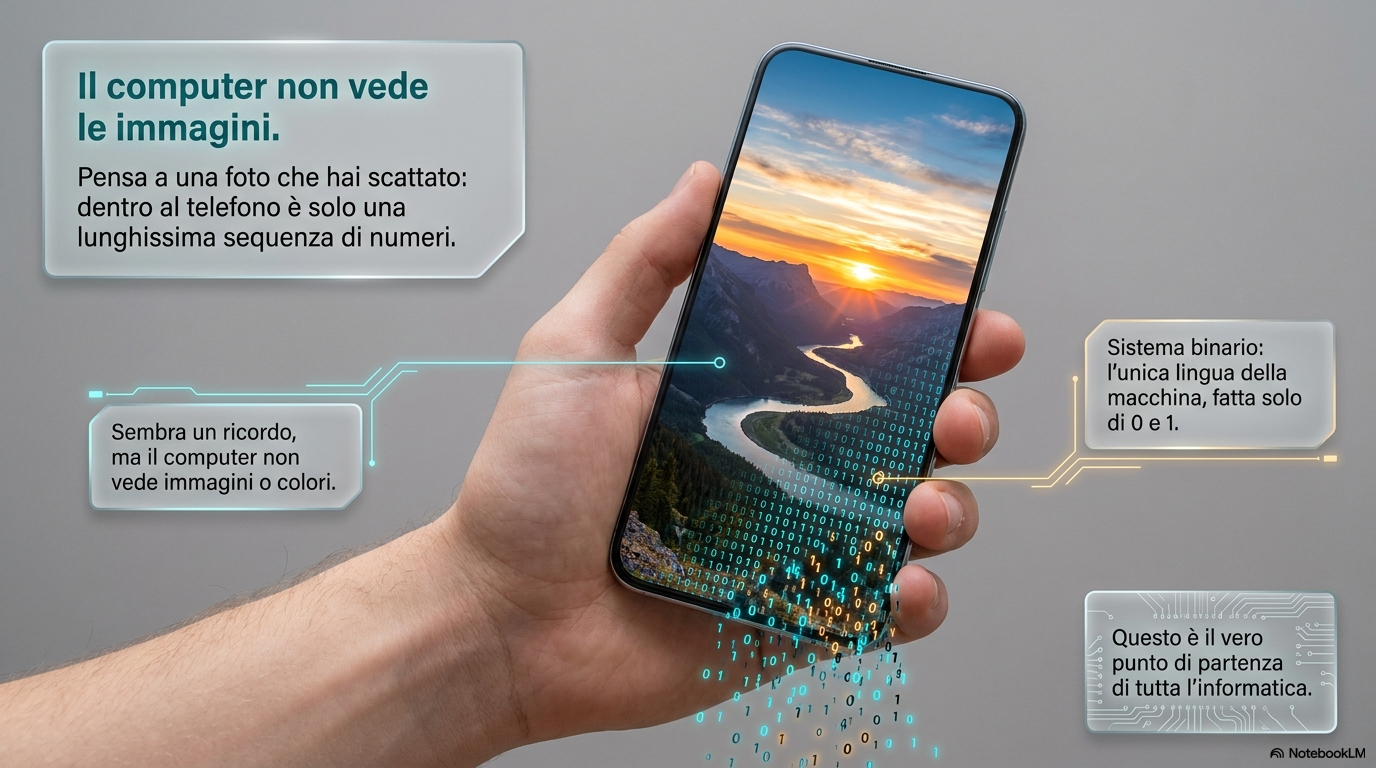 Il computer non vede
le immagini.
Pensa a una foto che hai scattato:
dentro al telefono è solo una
lunghissima sequenza di numeri.
Sembra un ricordo,
ma il computer non
vede immagini o colori.
Sistema binario:
l'unica lingua della
macchina, fatta solo
di 0 e 1.
Questo è il vero
punto di partenza
di tutta l'informatica.
NotebookLM